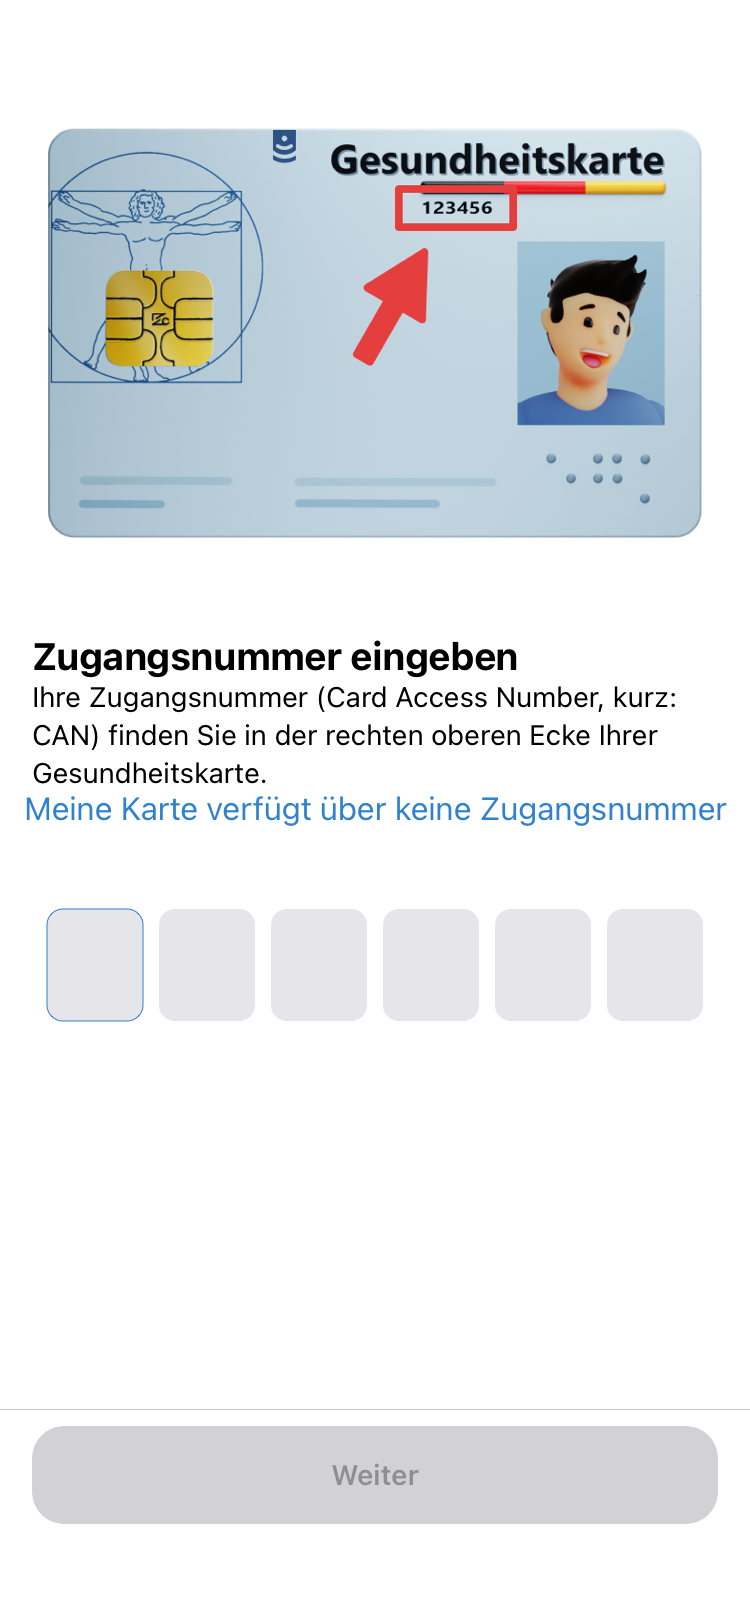 Gesundheitskarte
123456
Zugangsnummer eingeben
Ihre Zugangsnummer (Card Access Number, kurz:
CAN) finden Sie in der rechten oberen Ecke Ihrer
Gesundheitskarte.
Meine Karte verfügt über keine Zugangsnummer
Weiter